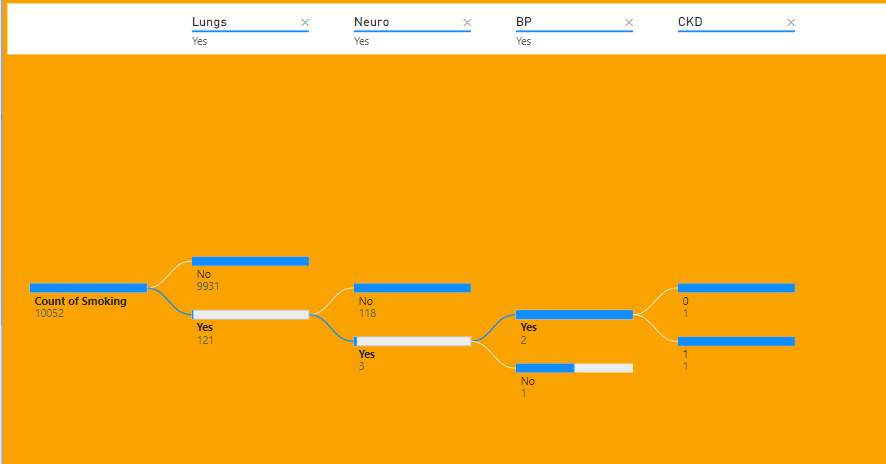 Lungs
Neuro
BP
CKD
Yes
Yes
Yes
Count of Smoking
10052
No
9931
Yes
121
No
118
Yes
3
Yes
2
No
1
0
1
1
1